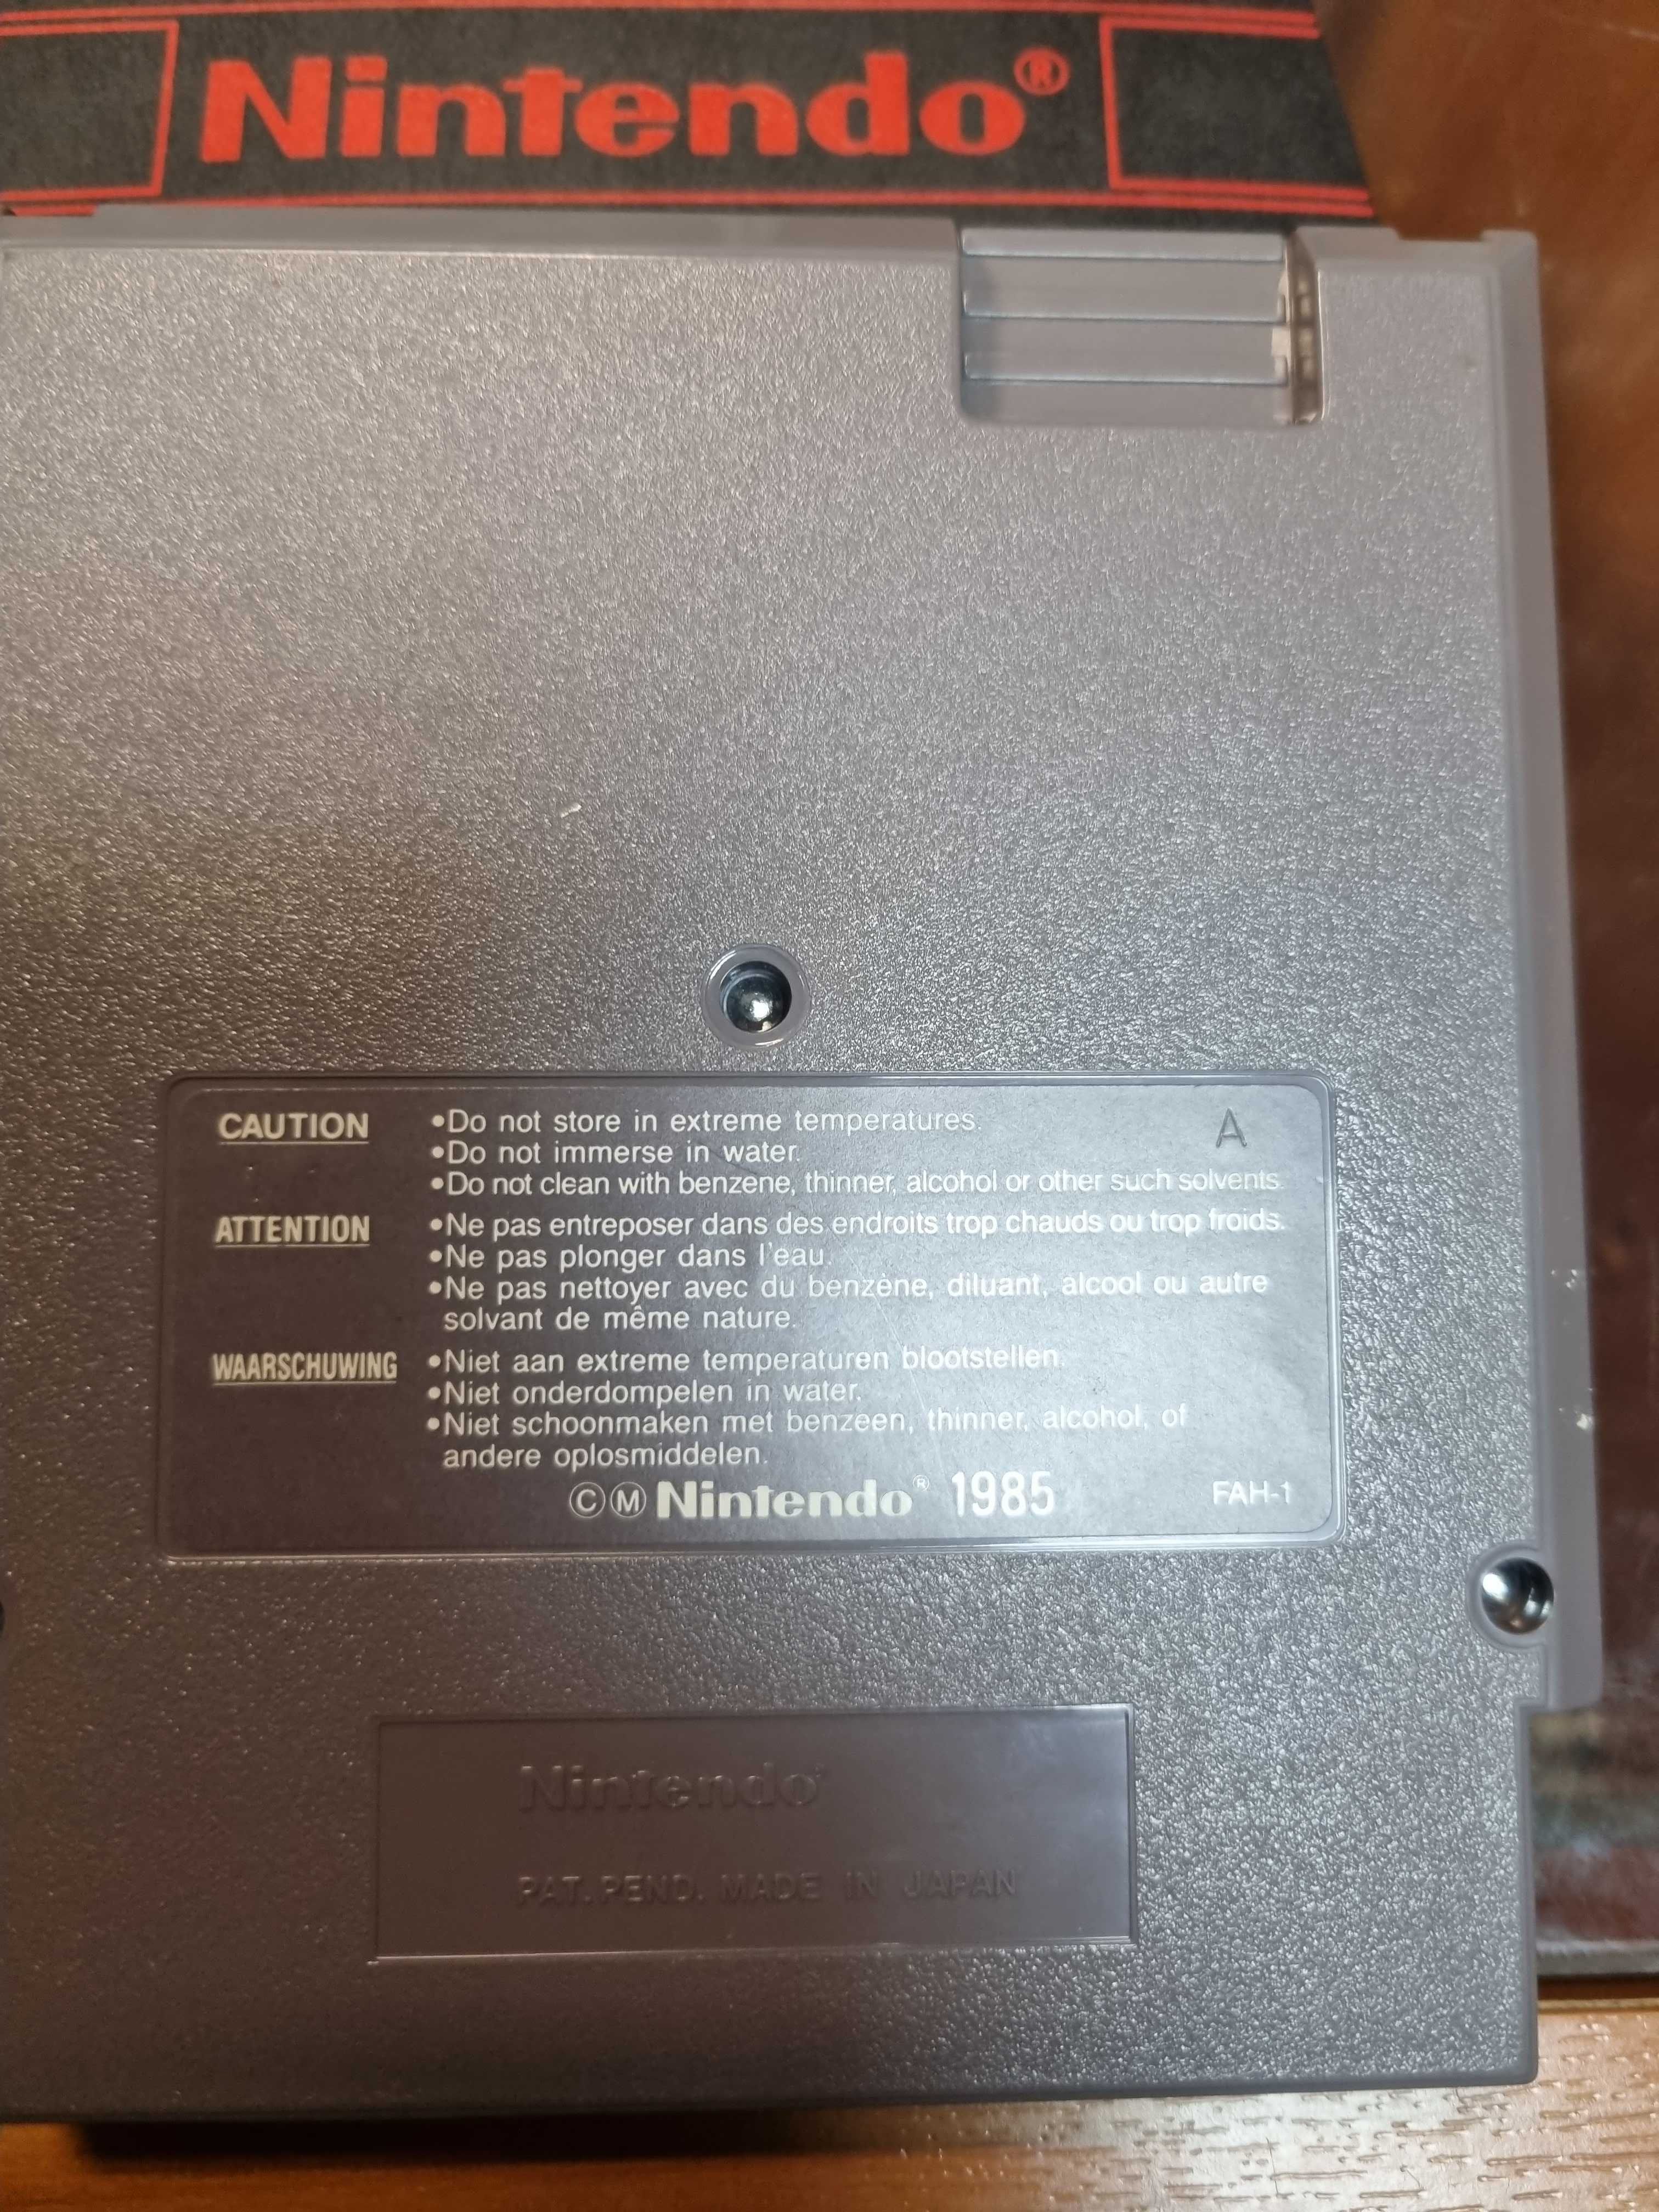 Nintendo®
CAUTION
•Do not store in extreme temperatures.
•Do not immerse in water.
•Do not clean with benzene, thinner, alcohol or other such solvents.
A
ATTENTION
•Ne pas entreposer dans des endroits trop chauds ou trop froids.
•Ne pas plonger dans l'eau.
•Ne pas nettoyer avec du benzène, diluant, alcool ou autre
solvant de même nature.
WAARSCHUWING
•Niet aan extreme temperaturen blootstellen.
•Niet onderdompelen in water.
•Niet schoonmaken met benzeen, thinner, alcohol, of
andere oplosmiddelen.
ⒸⓂ Nintendo® 1985
FAH-1
Nintendo
PAT. PEND. MADE IN JAPAN